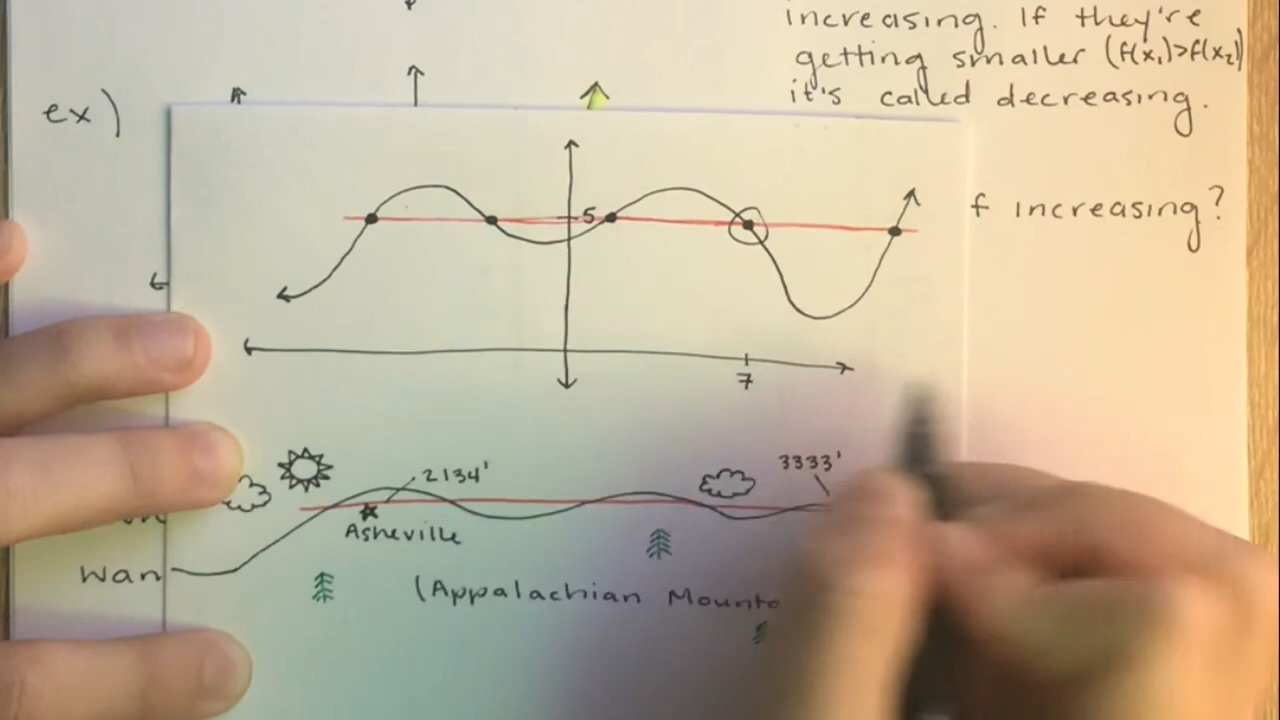 increasing. If they're
getting smaller (f(x₁)>f(x₂))
it's called decreasing.
ex)
f increasing?
5
7
2134'
3333'
Asheville
Wan
(Appalachian